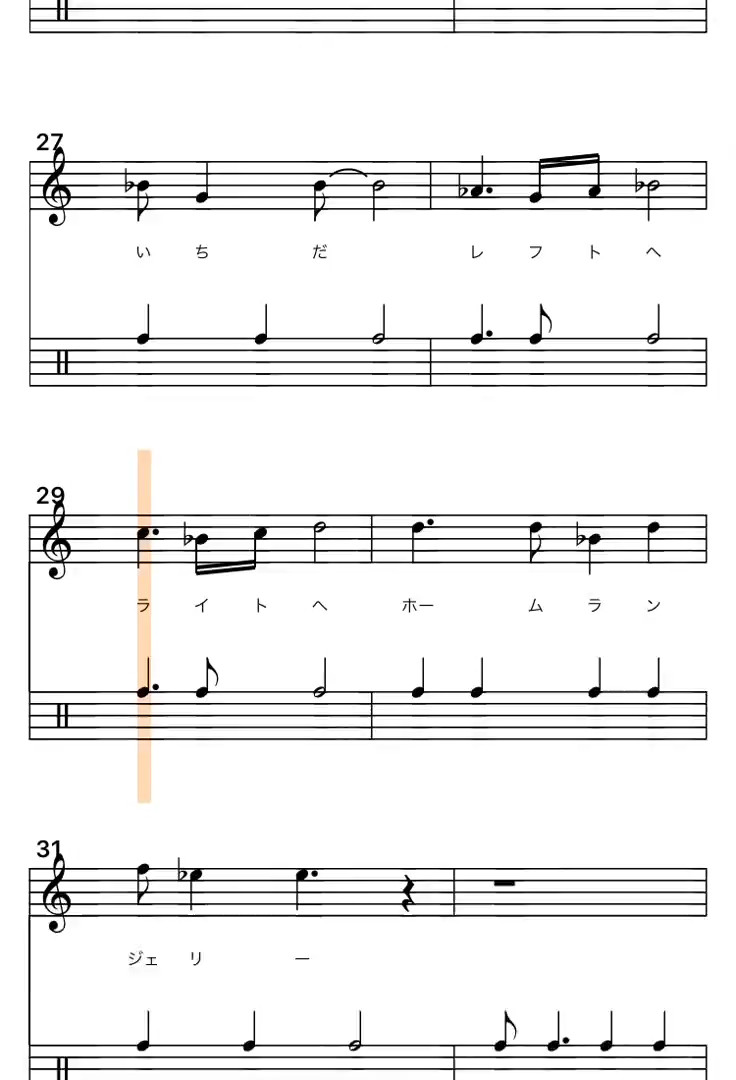 27
い ち だ レ フ ト へ
29
ラ イ ト へ ホー ム ラ ン
31
ジェ リ ー